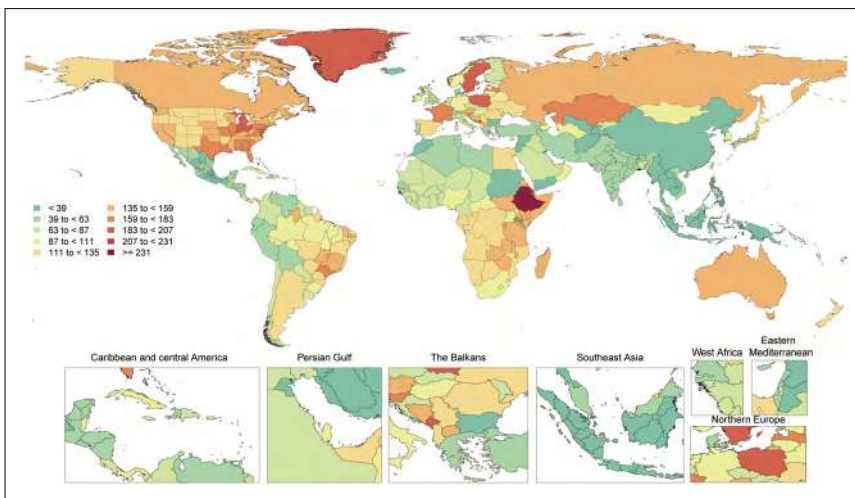 < 39
39 to < 63
63 to < 87
87 to < 111
111 to < 135
135 to < 159
159 to < 183
183 to < 207
207 to < 231
>= 231
Caribbean and central America
Persian Gulf
The Balkans
Southeast Asia
West Africa
Eastern
Mediterranean
Northern Europe